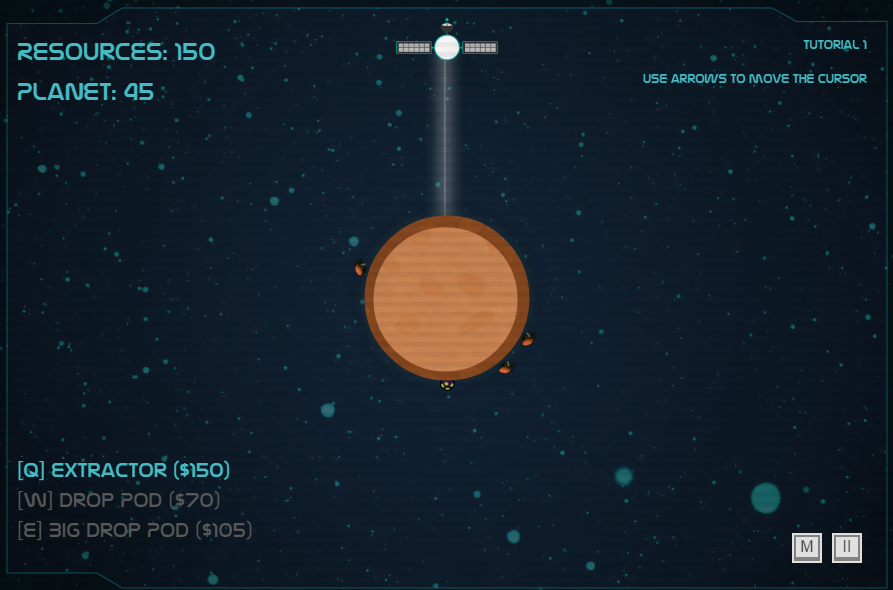 RESOURCES: 150
PLANET: 45
TUTORIAL 1
USE ARROWS TO MOVE THE CURSOR
[Q] EXTRACTOR ($150)
[W] DROP POD ($70)
[E] BIG DROP POD ($105)
M
II